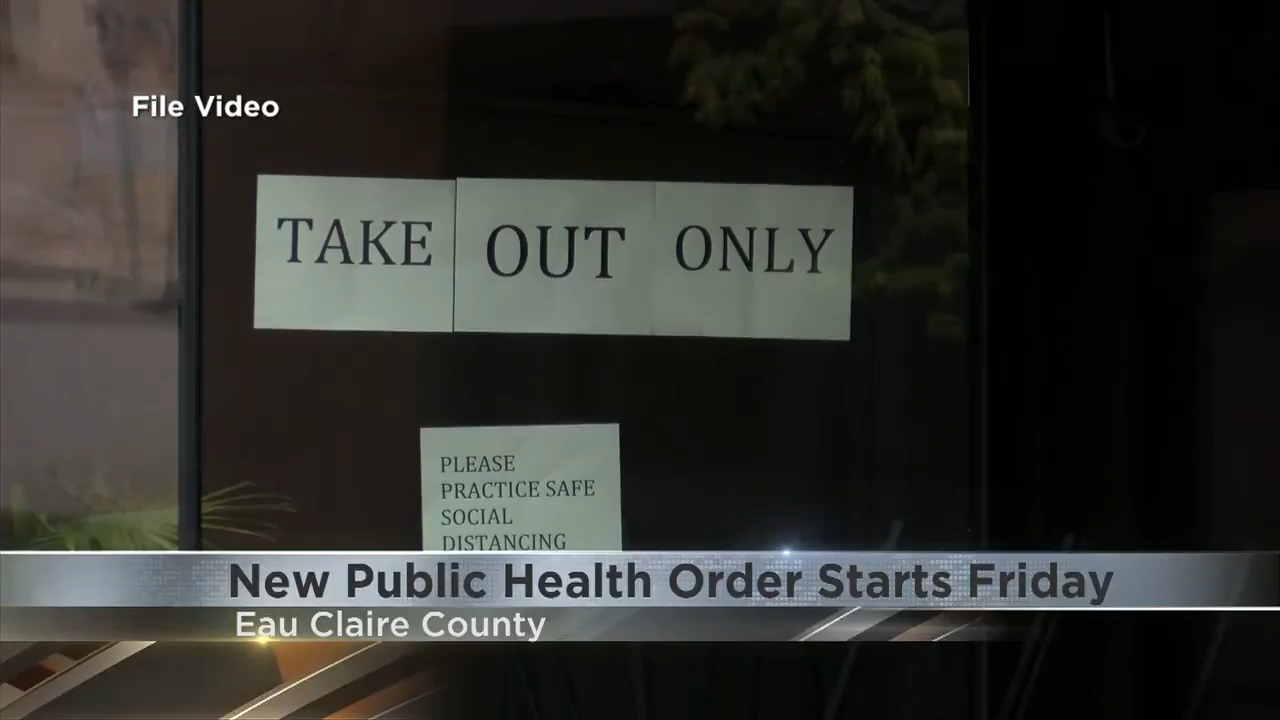 File Video
TAKE OUT ONLY
PLEASE
PRACTICE SAFE
SOCIAL
DISTANCING
New Public Health Order Starts Friday
Eau Claire County